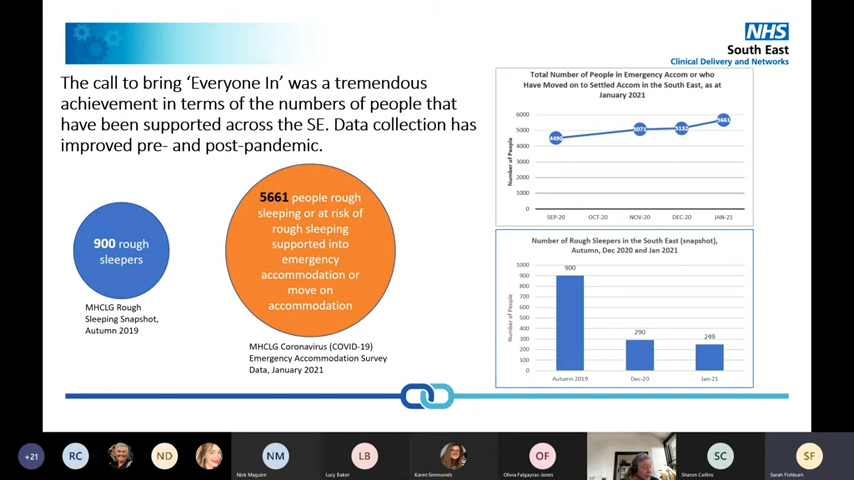 NHS
South East
Clinical Delivery and Networks
The call to bring ‘Everyone In’ was a tremendous
achievement in terms of the numbers of people that
have been supported across the SE. Data collection has
improved pre- and post-pandemic.
900 rough
sleepers
MHCLG Rough
Sleeping Snapshot,
Autumn 2019
5661 people rough
sleeping or at risk of
rough sleeping
supported into
emergency
accommodation or
move on
accommodation
MHCLG Coronavirus (COVID-19)
Emergency Accommodation Survey
Data, January 2021
Total Number of People in Emergency Accom or who
Have Moved on to Settled Accom in the South East, as at
January 2021
Number of People
6000
5000
4000
3000
2000
1000
0
5071
5132
5661
SEP-20
OCT-20
NOV-20
DEC-20
JAN-21
Number of Rough Sleepers in the South East (snapshot),
Autumn, Dec 2020 and Jan 2021
Number of People
1000
900
800
700
600
500
400
300
200
100
0
900
290
249
Autumn 2019
Dec-20
Jan-21
+21
RC
ND
NM
Nick Maguire
LB
Lucy Baker
Karen Simmonds
OF
Olivia Falgayrac-Jones
SC
Sharon Collins
SF
Sarah Fishburn